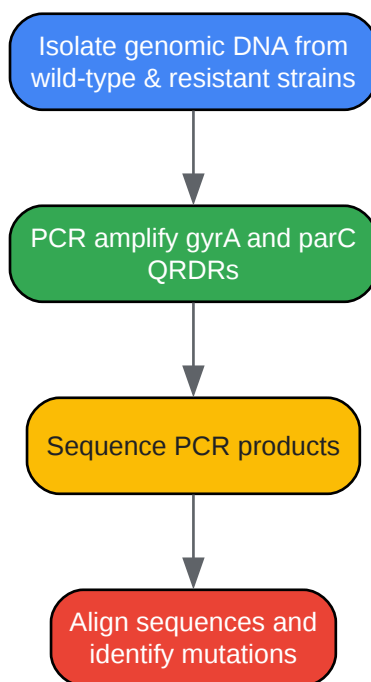 Isolate genomic DNA from
wild-type & resistant strains
PCR amplify gyrA and parC
QRDRs
Sequence PCR products
Align sequences and
identify mutations